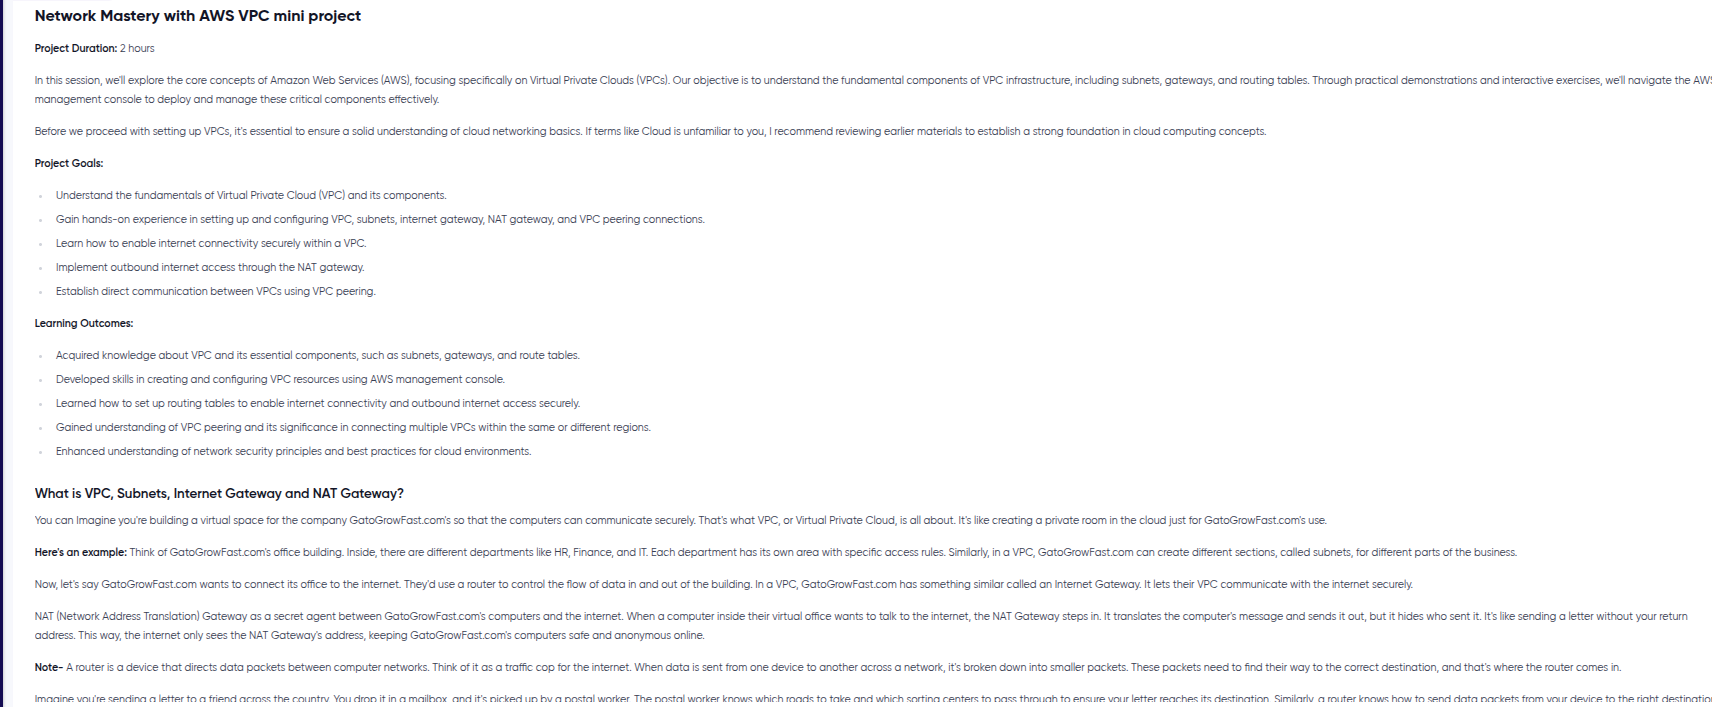 Network Mastery with AWS VPC mini project
Project Duration: 2 hours
In this session, we'll explore the core concepts of Amazon Web Services (AWS), focusing specifically on Virtual Private Clouds (VPCs). Our objective is to understand the fundamental components of VPC infrastructure, including subnets, gateways, and routing tables. Through practical demonstrations and interactive exercises, we'll navigate the AWS
management console to deploy and manage these critical components effectively.
Before we proceed with setting up VPCs, it's essential to ensure a solid understanding of cloud networking basics. If terms like Cloud is unfamiliar to you, I recommend reviewing earlier materials to establish a strong foundation in cloud computing concepts.
Project Goals:
Understand the fundamentals of Virtual Private Cloud (VPC) and its components.
Gain hands-on experience in setting up and configuring VPC, subnets, internet gateway, NAT gateway, and VPC peering connections.
Learn how to enable internet connectivity securely within a VPC.
Implement outbound internet access through the NAT gateway.
Establish direct communication between VPCs using VPC peering.
Learning Outcomes:
Acquired knowledge about VPC and its essential components, such as subnets, gateways, and route tables.
Developed skills in creating and configuring VPC resources using AWS management console.
Learned how to set up routing tables to enable internet connectivity and outbound internet access securely.
Gained understanding of VPC peering and its significance in connecting multiple VPCs within the same or different regions.
Enhanced understanding of network security principles and best practices for cloud environments.
What is VPC, Subnets, Internet Gateway and NAT Gateway?
You can Imagine you're building a virtual space for the company GatoGrowFast.com's so that the computers can communicate securely. That's what VPC, or Virtual Private Cloud, is all about. It's like creating a private room in the cloud just for GatoGrowFast.com's use.
Here's an example: Think of GatoGrowFast.com's office building. Inside, there are different departments like HR, Finance, and IT. Each department has its own area with specific access rules. Similarly, in a VPC, GatoGrowFast.com can create different sections, called subnets, for different parts of the business.
Now, let's say GatoGrowFast.com wants to connect its office to the internet. They'd use a router to control the flow of data in and out of the building. In a VPC, GatoGrowFast.com has something similar called an Internet Gateway. It lets their VPC communicate with the internet securely.
NAT (Network Address Translation) Gateway as a secret agent between GatoGrowFast.com's computers and the internet. When a computer inside their virtual office wants to talk to the internet, the NAT Gateway steps in. It translates the computer's message and sends it out, but it hides who sent it. It's like sending a letter without your return
address. This way, the internet only sees the NAT Gateway's address, keeping GatoGrowFast.com's computers safe and anonymous online.
Note- A router is a device that directs data packets between computer networks. Think of it as a traffic cop for the internet. When data is sent from one device to another across a network, it's broken down into smaller packets. These packets need to find their way to the correct destination, and that's where the router comes in.
Imagine you're sending a letter to a friend across the country. You drop it in a mailbox, and it's picked up by a postal worker. The postal worker knows which roads to take and which sorting centers to pass through to ensure your letter reaches its destination. Similarly, a router knows how to send data packets from your device to the right destination